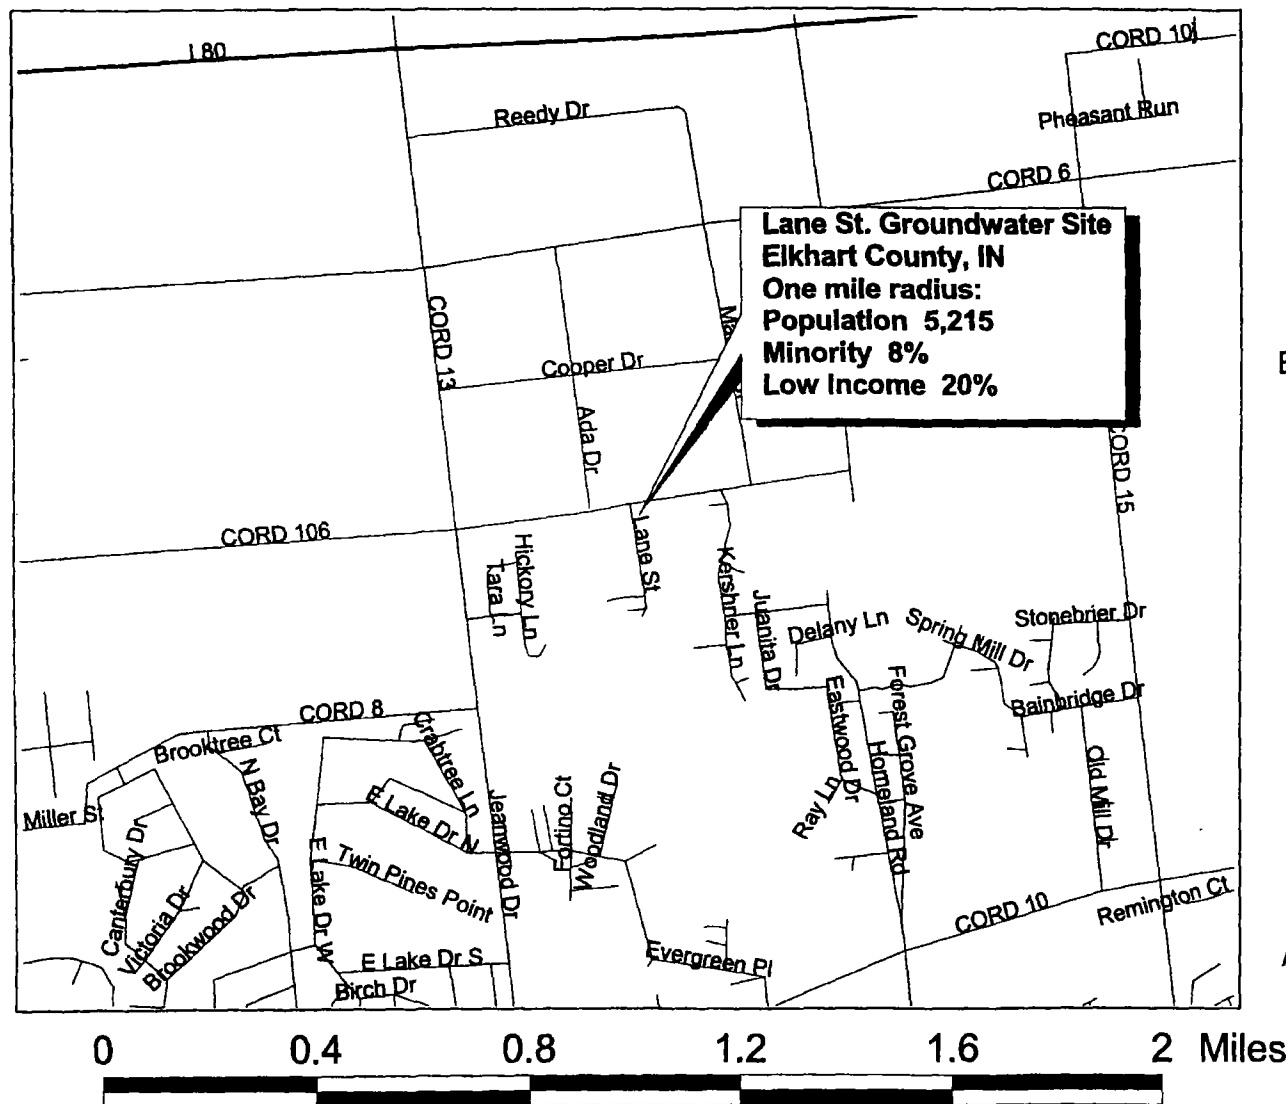 I 80
CORD 10
Reedy Dr
Pheasant Run
CORD 6
Lane St. Groundwater Site
Elkhart County, IN
One mile radius:
Population 5,215
Minority 8%
Low Income 20%
CORD 13
Cooper Dr
Ada Dr
CORD 15
CORD 106
Lane St
Hickory Ln
Tara Ln
Kershner Ln
Juanita Dr
Delany Ln
Spring Mill Dr
Stonebrier Dr
Bainbridge Dr
Eastwood Dr
Forest Grove Ave
Homeland Rd
Ray Ln
Old Mill Dr
CORD 8
Brooktree Ct
Crabtree Ln
N Bay Dr
E Lake Dr N
Miller St
Jeanwood Dr
Fortino Ct
Woodland Dr
Canterbury Dr
Victoria Dr
Brookwood Dr
E Lake Dr W
Twin Pines Point
CORD 10
Remington Ct
E Lake Dr S
Evergreen Pl
Birch Dr
0 0.4 0.8 1.2 1.6 2 Miles